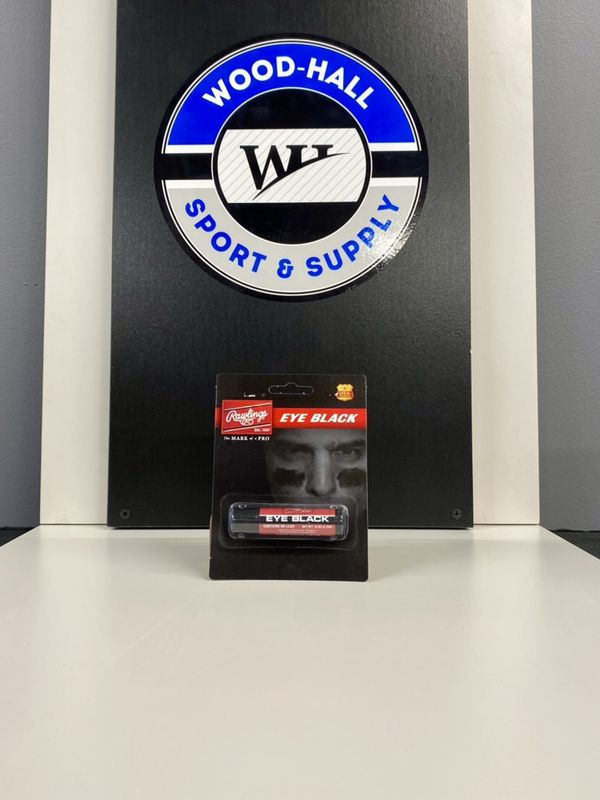 WOOD-HALL
WH
SPORT & SUPPLY
Rawlings
EYE BLACK
The MARK of a PRO
EYE BLACK